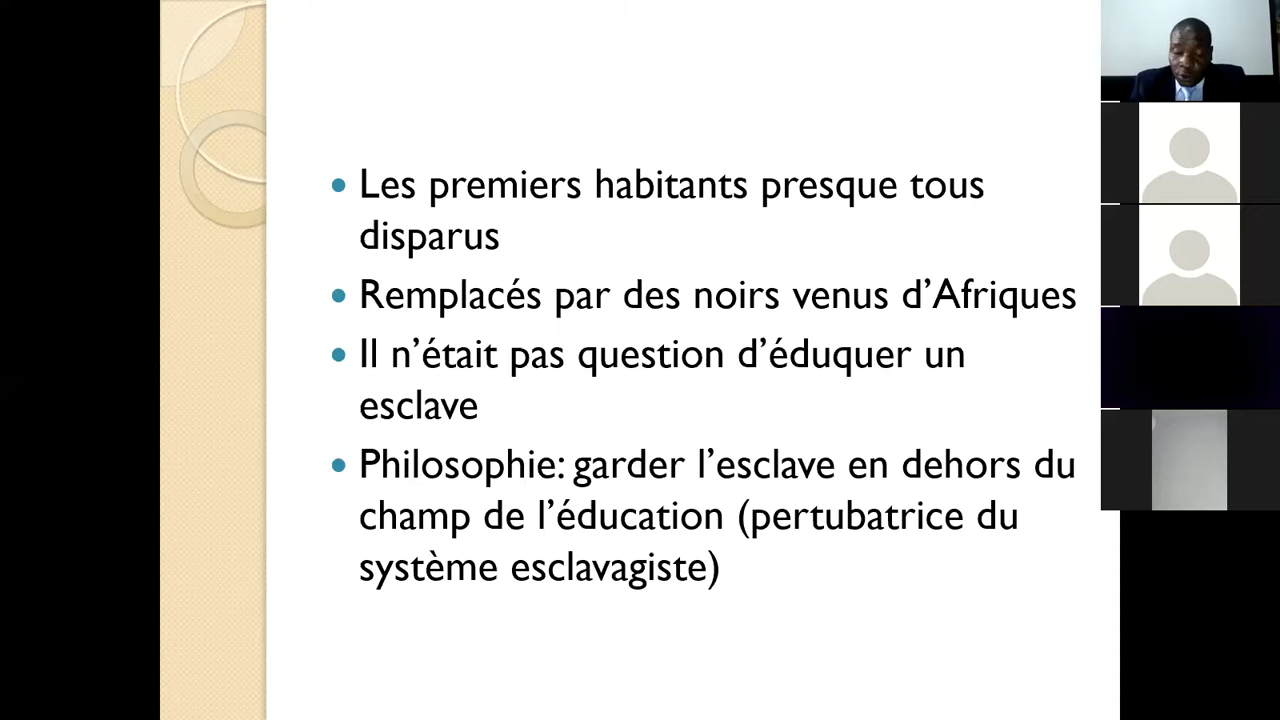 Les premiers habitants presque tous
disparus
Remplacés par des noirs venus d’Afriques
Il n’était pas question d’éduquer un
esclave
Philosophie: garder l’esclave en dehors du
champ de l’éducation (pertubatrice du
système esclavagiste)